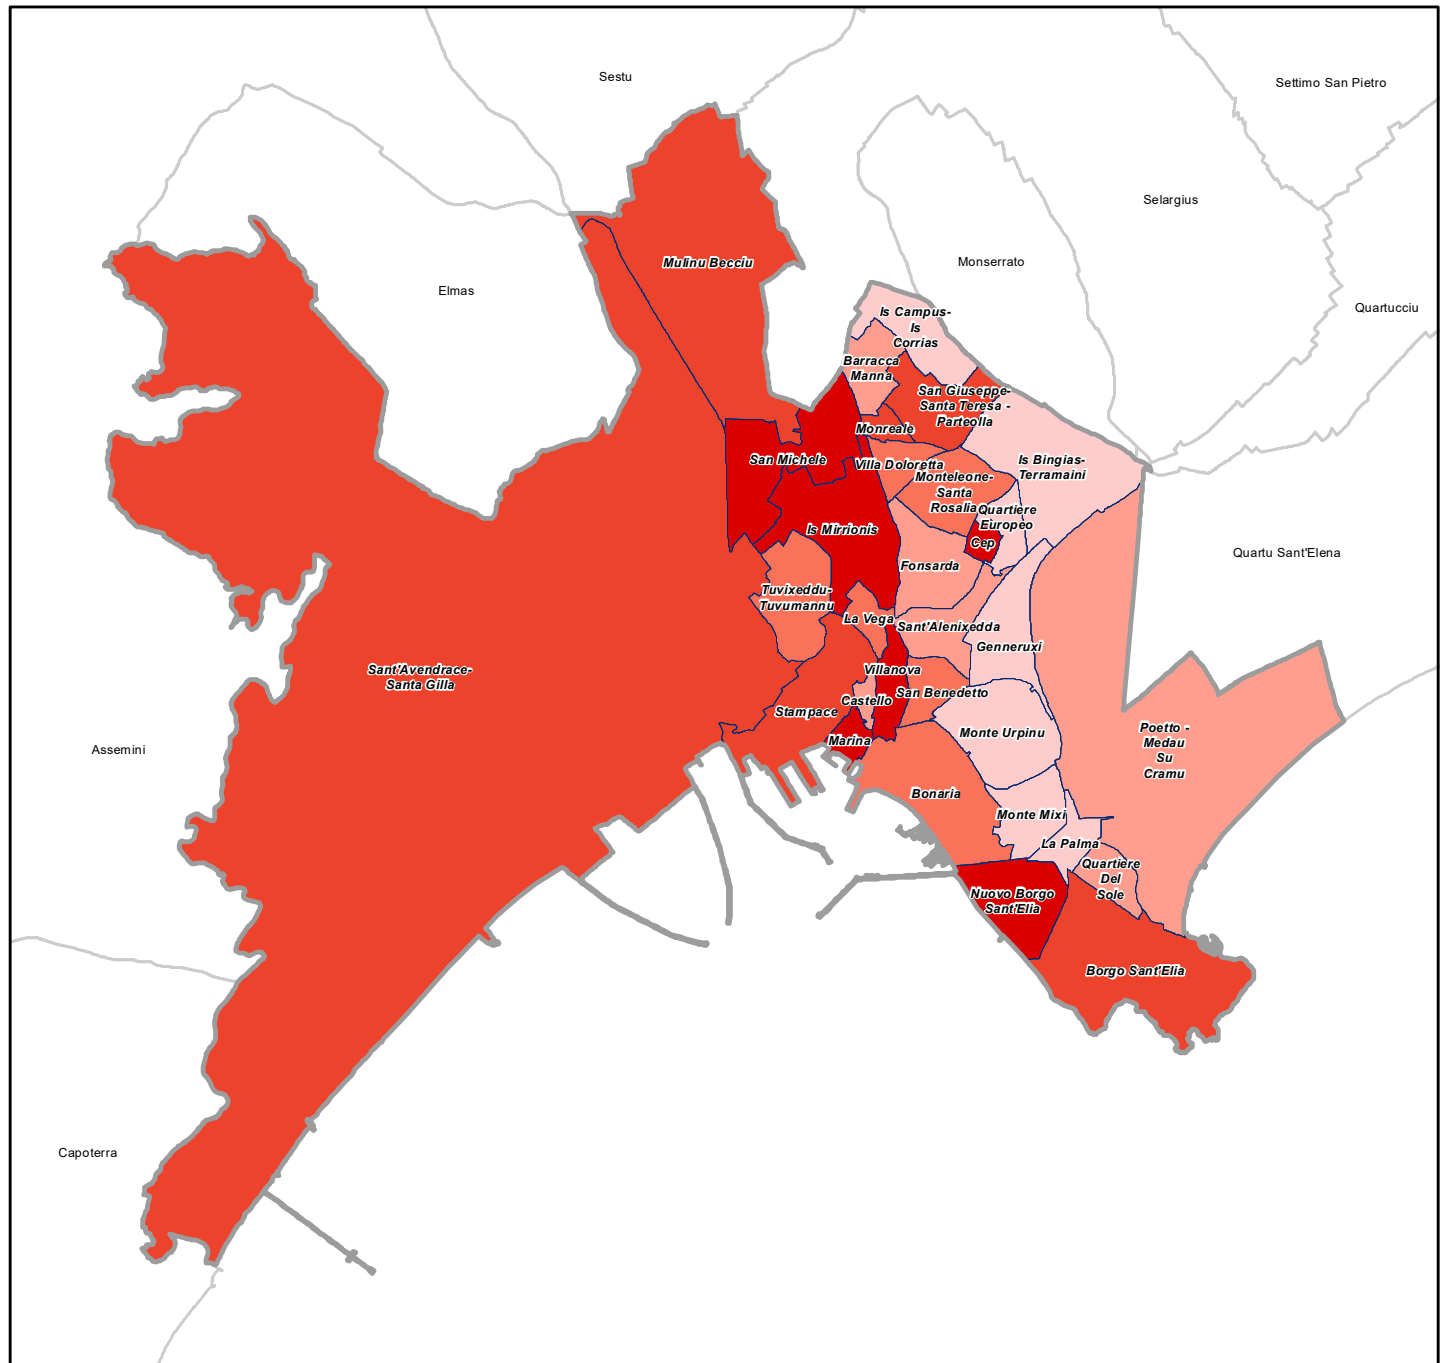 Sestu
Settimo San Pietro
Selargius
Monserrato
Mulinu Becciu
Elmas
Quartucciu
Is Campus-
Is
Corrias
Barracca
Manna
San Giuseppe-
Santa Teresa -
Parteolla
Monreale
San Michele
Villa Doloretta
Is Bingias-
Terramaini
Monteleone-
Santa
Rosalia
Quartiere
Europeo
Is Mirrionis
Cep
Quartu Sant'Elena
Fonsarda
Tuvixeddu-
Tuvumannu
La Vega
Sant'Alenixedda
Genneruxi
Sant'Avendrace-
Santa Gilla
Villanova
San Benedetto
Castello
Stampace
Marina
Monte Urpinu
Poetto -
Medau
Su
Cramu
Assemini
Bonaria
Monte Mixi
La Palma
Quartiere
Del
Sole
Nuovo Borgo
Sant'Elia
Borgo Sant'Elia
Capoterra